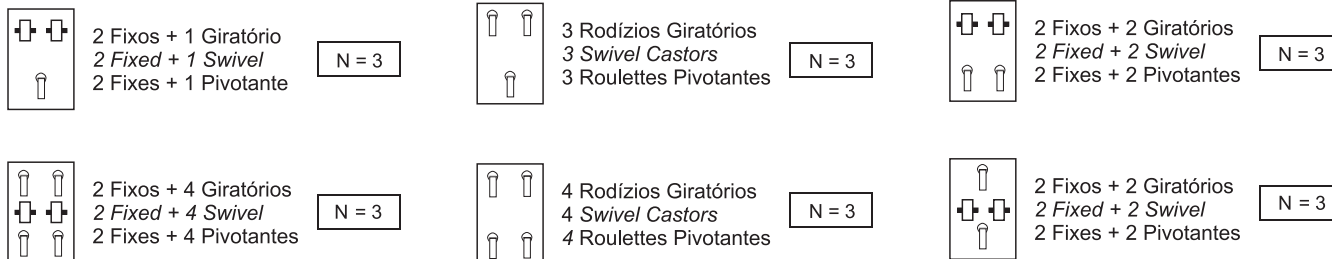 2 Fixos + 1 Giratório
2 Fixed + 1 Swivel
2 Fixes + 1 Pivotante
N = 3
3 Rodízios Giratórios
3 Swivel Castors
3 Roulettes Pivotantes
N = 3
2 Fixos + 2 Giratórios
2 Fixed + 2 Swivel
2 Fixes + 2 Pivotantes
N = 3
2 Fixos + 4 Giratórios
2 Fixed + 4 Swivel
2 Fixes + 4 Pivotantes
N = 3
4 Rodízios Giratórios
4 Swivel Castors
4 Roulettes Pivotantes
N = 3
2 Fixos + 2 Giratórios
2 Fixed + 2 Swivel
2 Fixes + 2 Pivotantes
N = 3